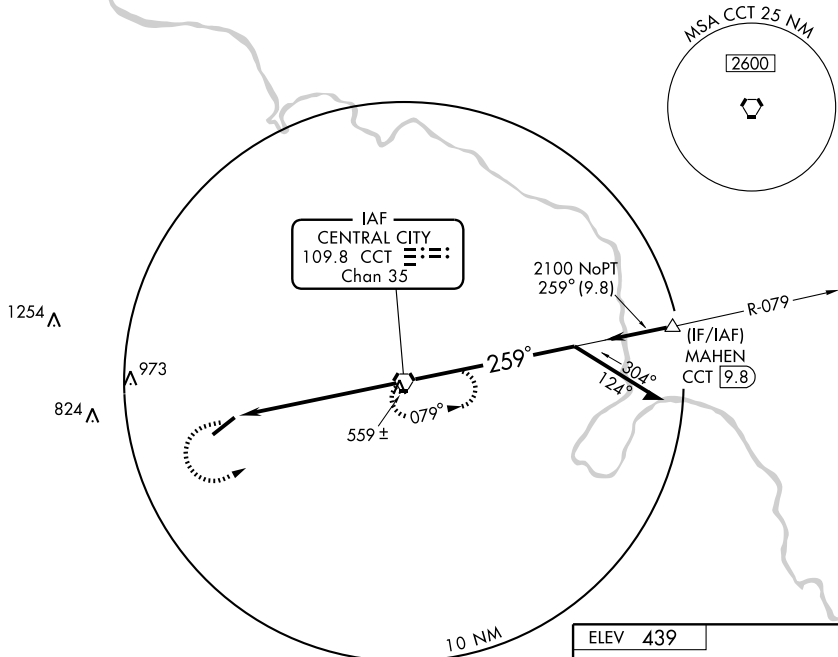 MSA CCT 25 NM
2600
IAF
CENTRAL CITY
109.8 CCT
Chan 35
2100 NoPT
259° (9.8)
R-079
(IF/IAF)
MAHEN
CCT 9.8
1254
973
824
259°
304°
124°
079°
559 ±
10 NM
ELEV 439